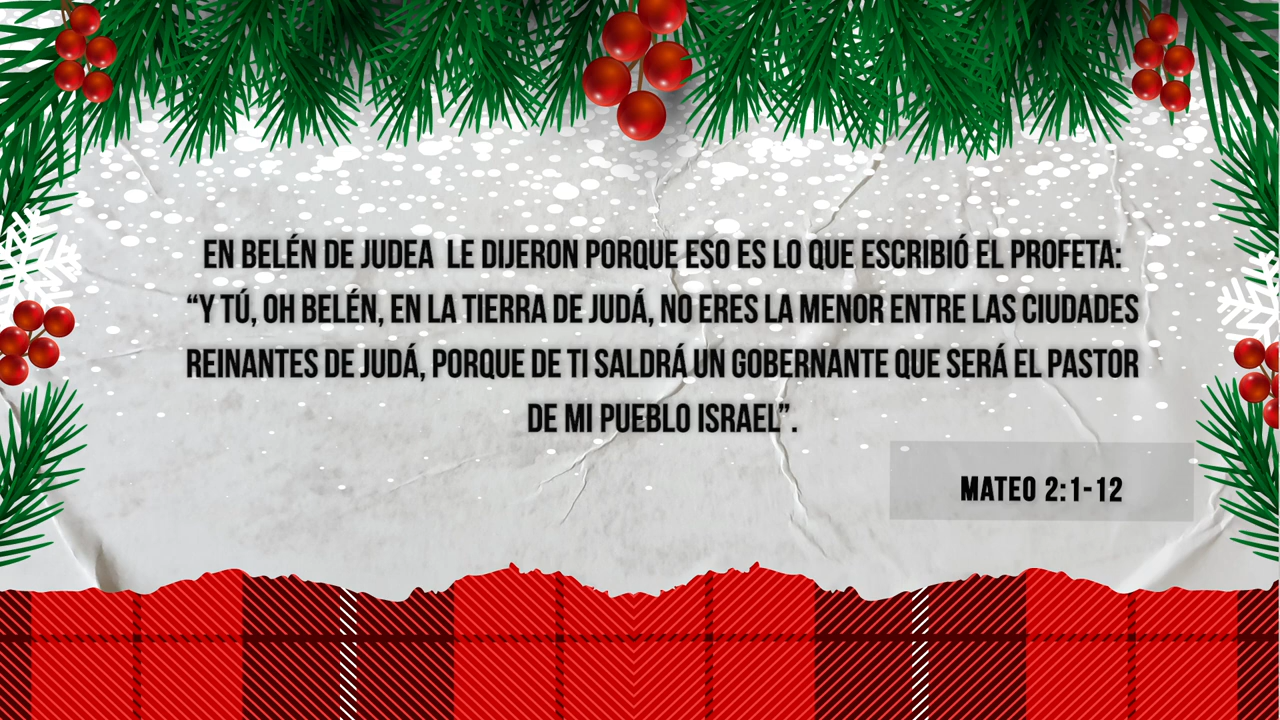 EN BELÉN DE JUDEA  LE DIJERON PORQUE ESO ES LO QUE ESCRIBIÓ EL PROFETA:
“Y TÚ, OH BELÉN, EN LA TIERRA DE JUDÁ, NO ERES LA MENOR ENTRE LAS CIUDADES
REINANTES DE JUDÁ, PORQUE DE TI SALDRÁ UN GOBERNANTE QUE SERÁ EL PASTOR
DE MI PUEBLO ISRAEL”.
MATEO 2:1-12